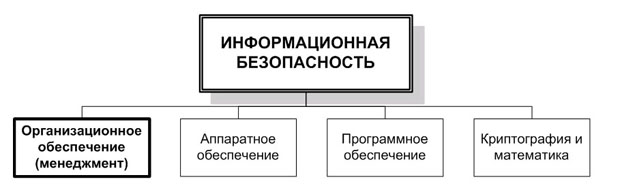 ИНФОРМАЦИОННАЯ
БЕЗОПАСНОСТЬ
Организационное
обеспечение
(менеджмент)
Аппаратное
обеспечение
Программное
обеспечение
Криптография и
математика